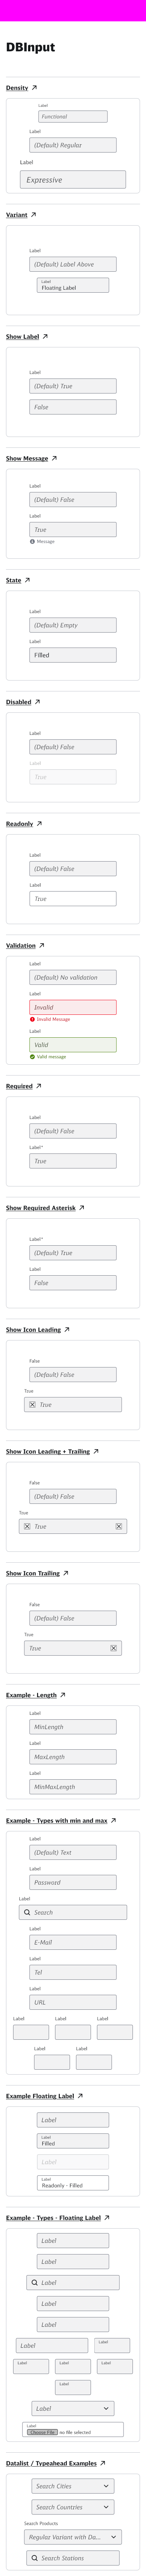 DBInput
Density
Label
Functional
Label
(Default) Regular
Label
Expressive
Variant
Label
(Default) Label Above
Label
Floating Label
Show Label
Label
(Default) True
False
Show Message
Label
(Default) False
Label
True
Message
State
Label
(Default) Empty
Label
Filled
Disabled
Label
(Default) False
Label
True
Readonly
Label
(Default) False
Label
True
Validation
Label
(Default) No validation
Label
Invalid
Invalid Message
Label
Valid
Valid message
Required
Label
(Default) False
Label*
True
Show Required Asterisk
Label*
(Default) True
Label
False
Show Icon Leading
False
(Default) False
True
True
Show Icon Leading + Trailing
False
(Default) False
True
True
Show Icon Trailing
False
(Default) False
True
True
Example - Length
Label
MinLength
Label
MaxLength
Label
MinMaxLength
Example - Types with min and max
Label
(Default) Text
Label
Password
Label
Search
Label
E-Mail
Label
Tel
Label
URL
Label Label Label
Label Label
Example Floating Label
Label
Label
Filled
Label
Label
Readonly - Filled
Example - Types - Floating Label
Label
Label
Label
Label
Label
Label Label
Label Label Label
Label
Label
Label
Choose File no file selected
Datalist / Typeahead Examples
Search Cities
Search Countries
Search Products
Regular Variant with Da...
Search Stations